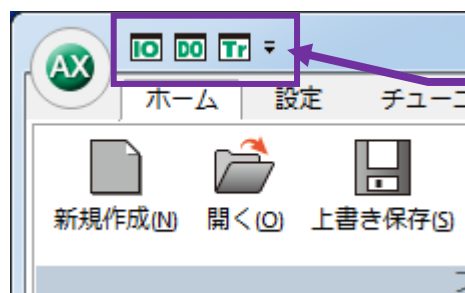 AX IO DO Tr
ホーム 設定 チューニ
新規作成(N) 開く(O) 上書き保存(S)